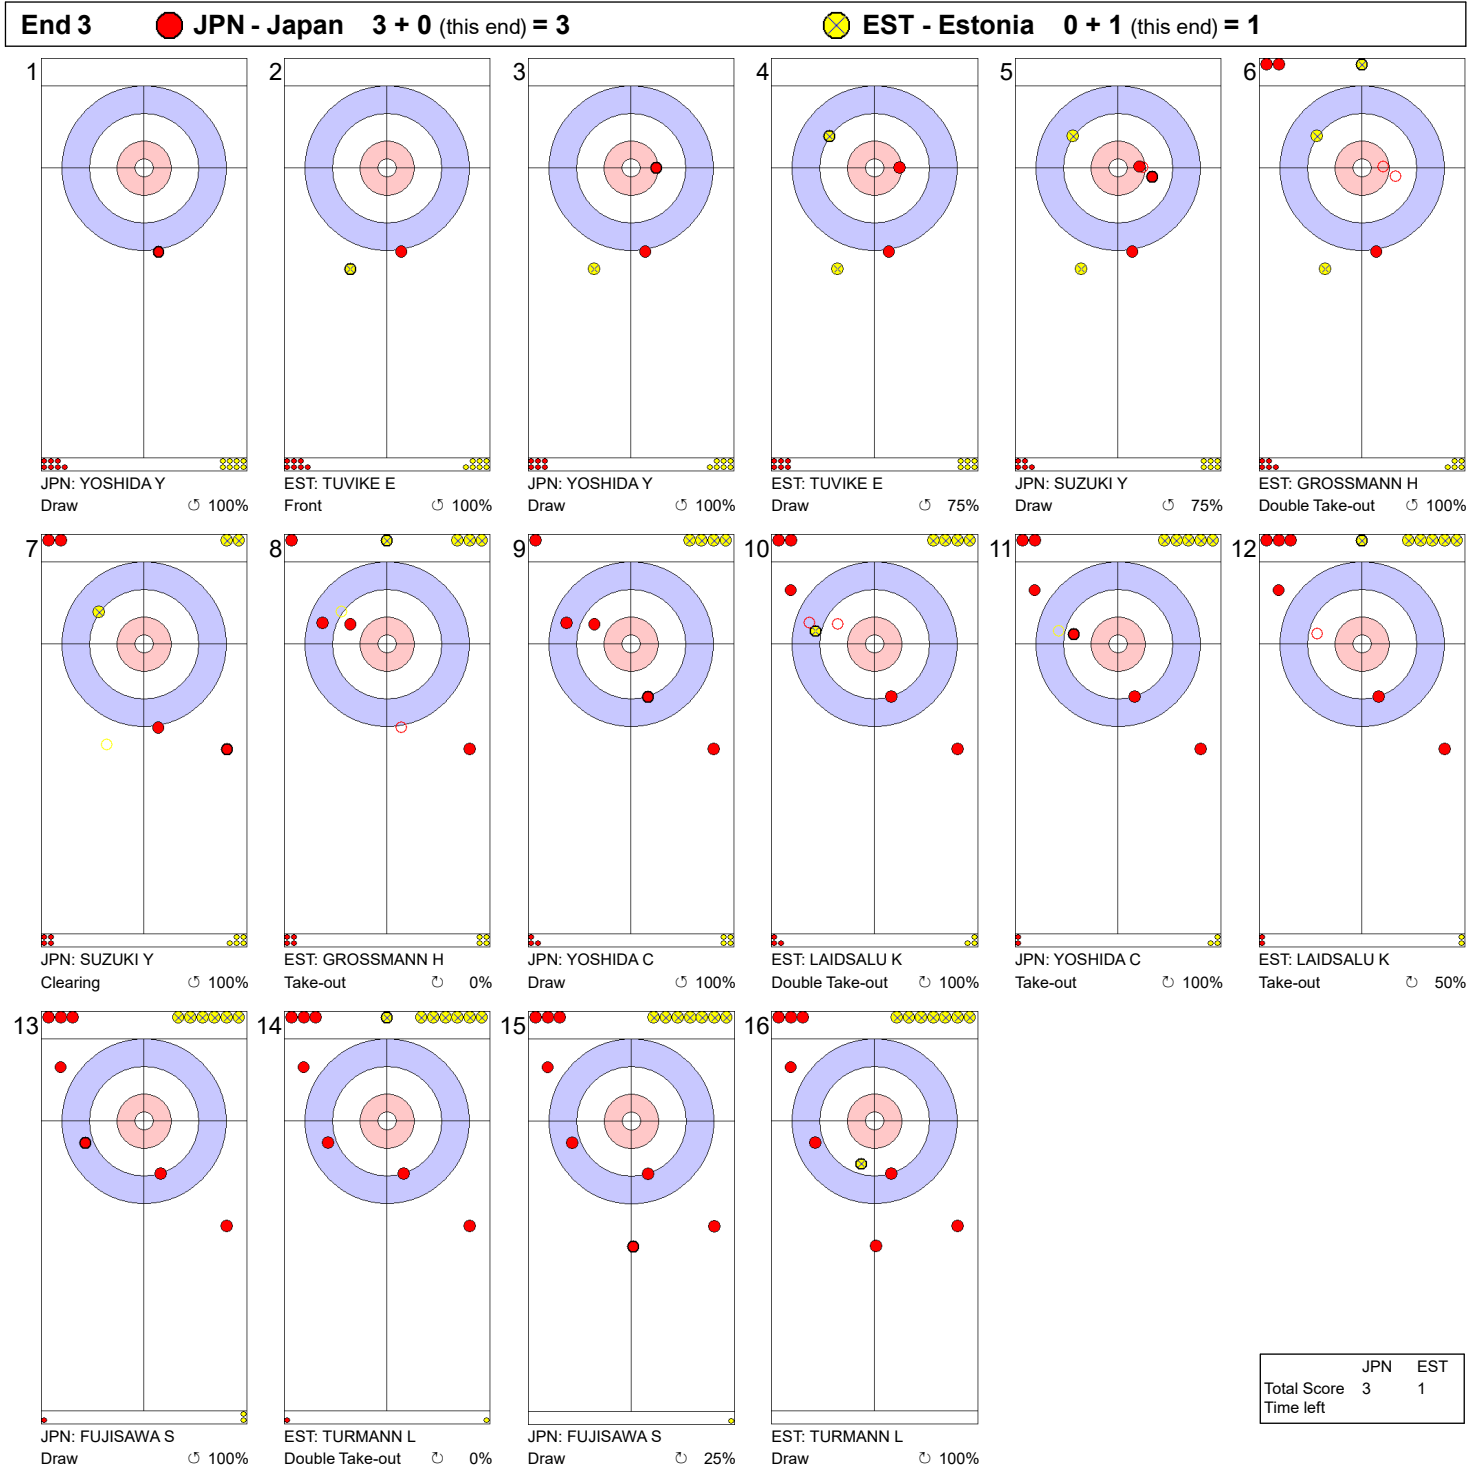 End 3 JPN - Japan 3 + 0 (this end) = 3 EST - Estonia 0 + 1 (this end) = 1
1 2 3 4 5 6
JPN: YOSHIDA Y EST: TUVIKE E JPN: YOSHIDA Y EST: TUVIKE E JPN: SUZUKI Y EST: GROSSMANN H
Draw ↺ 100% Front ↺ 100% Draw ↺ 100% Draw ↺ 75% Draw ↺ 75% Double Take-out ↺ 100%
7 8 9 10 11 12
JPN: SUZUKI Y EST: GROSSMANN H JPN: YOSHIDA C EST: LAIDSALU K JPN: YOSHIDA C EST: LAIDSALU K
Clearing ↺ 100% Take-out ↻ 0% Draw ↺ 100% Double Take-out ↻ 100% Take-out ↻ 100% Take-out ↻ 50%
13 14 15 16
JPN EST
Total Score 3 1
Time left
JPN: FUJISAWA S EST: TURMANN L JPN: FUJISAWA S EST: TURMANN L
Draw ↺ 100% Double Take-out ↻ 0% Draw ↻ 25% Draw ↺ 100%